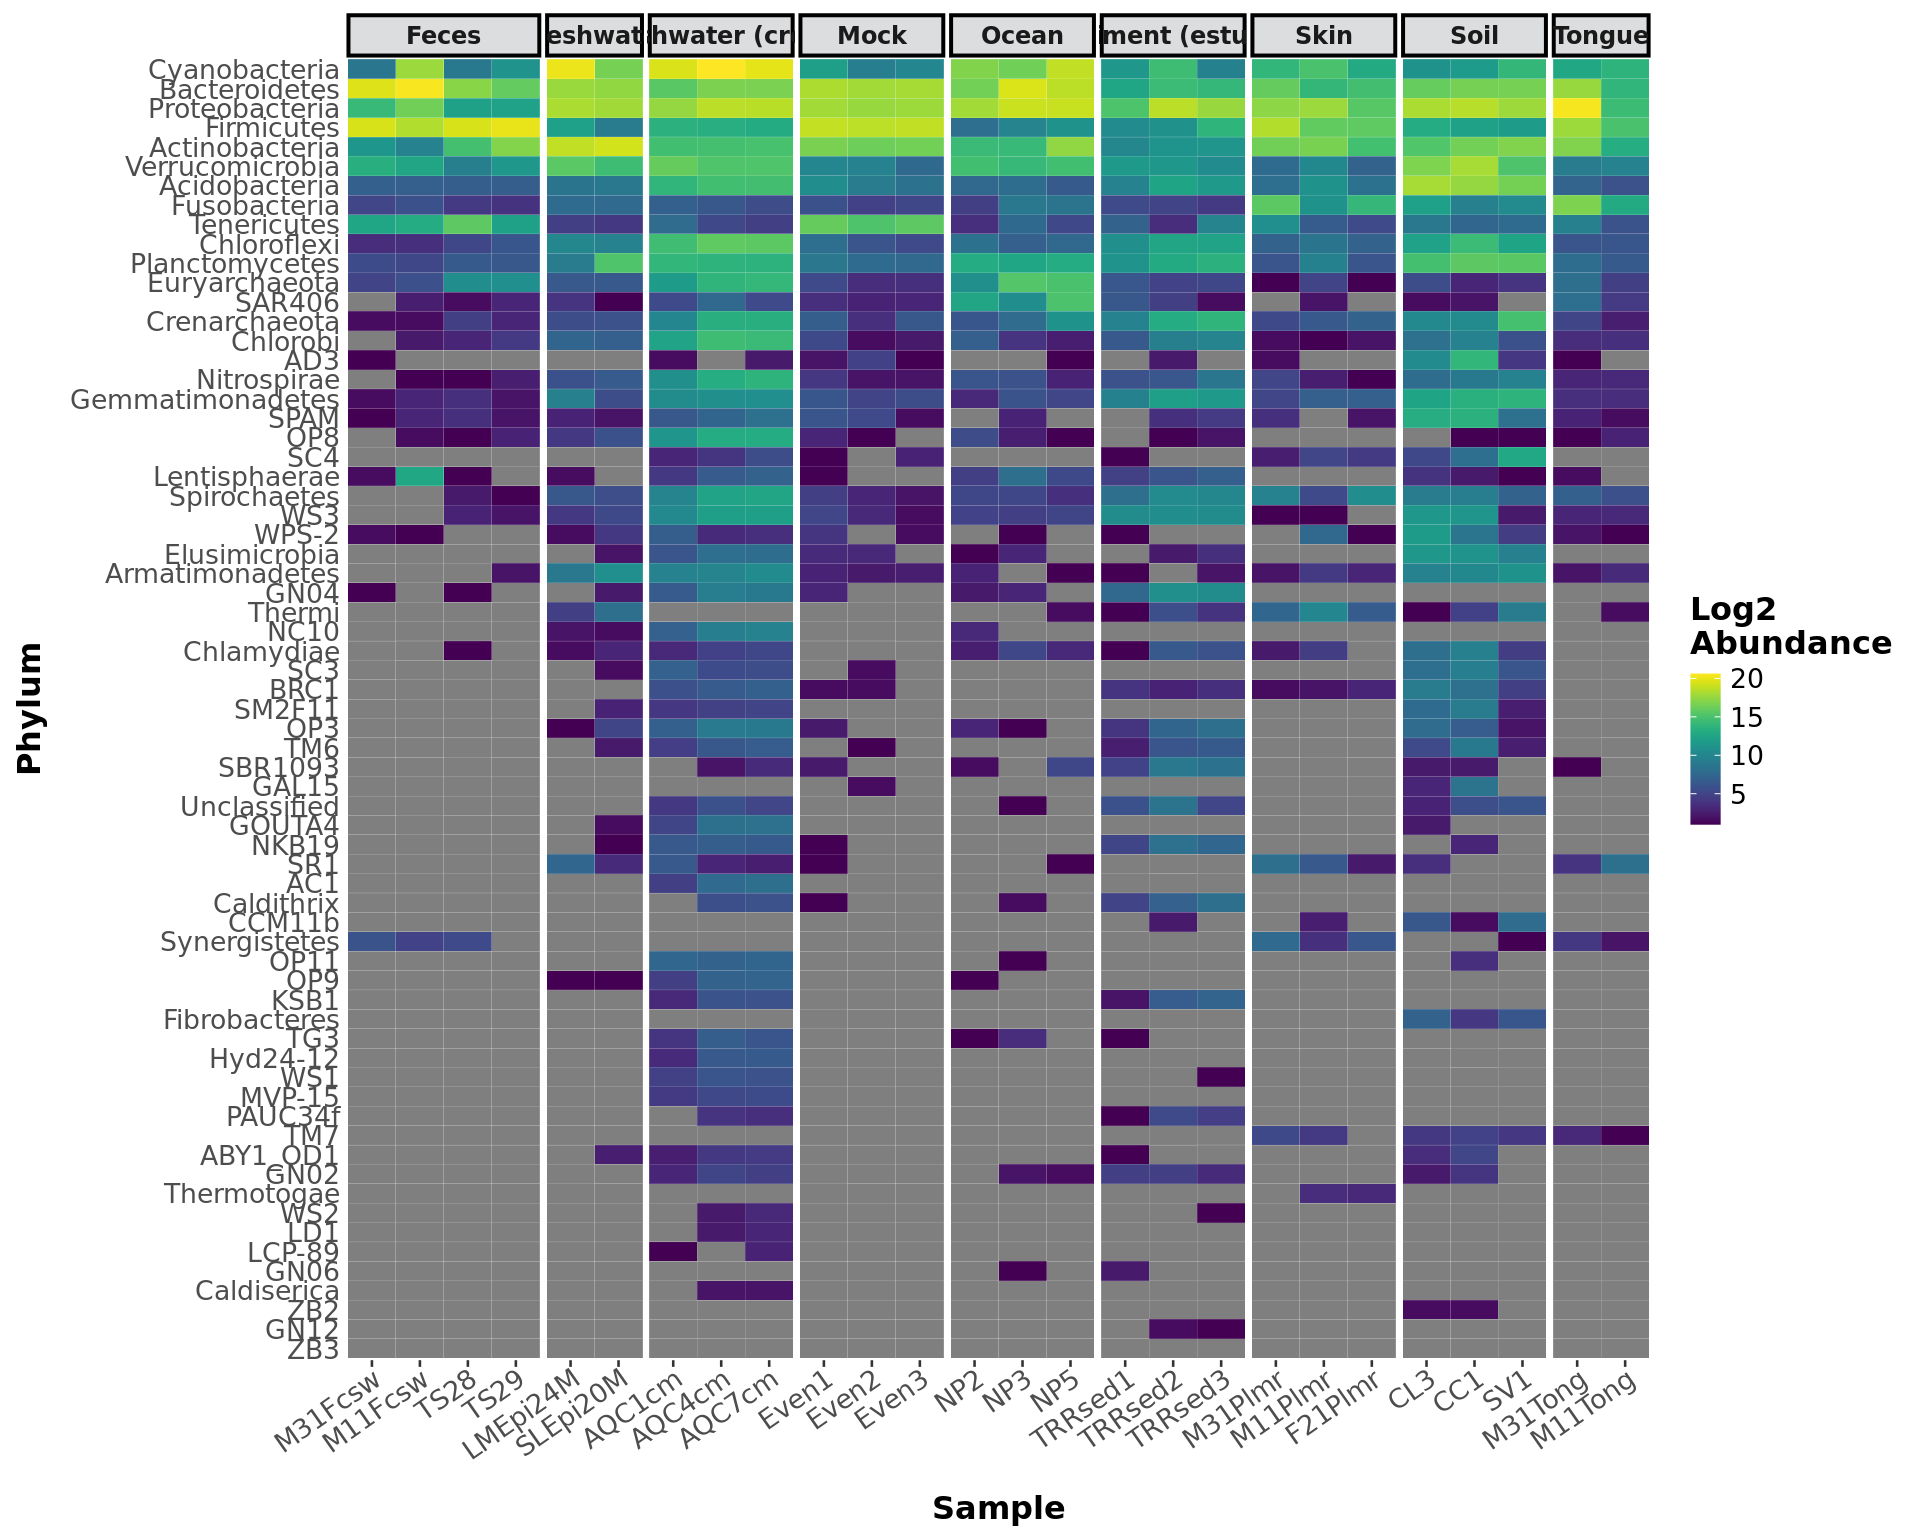 Feces eshwat hwater (cr Mock Ocean iment (estu Skin Soil Tongue
Cyanobacteria
Bacteroidetes
Proteobacteria
Firmicutes
Actinobacteria
Verrucomicrobia
Acidobacteria
Fusobacteria
Tenericutes
Chloroflexi
Planctomycetes
Euryarchaeota
SAR406
Crenarchaeota
Chlorobi
AD3
Nitrospirae
Gemmatimonadetes
SPAM
OP8
SC4
Lentisphaerae
Spirochaetes
WS3
WPS-2
Elusimicrobia
Armatimonadetes
GN04
Thermi
NC10
Chlamydiae
SC3
BRC1
SM2F11
OP3
TM6
SBR1093
GAL15
Unclassified
GOUTA4
NKB19
SR1
AC1
Caldithrix
CCM11b
Synergistetes
OP11
OP9
KSB1
Fibrobacteres
TG3
Hyd24-12
WS1
MVP-15
PAUC34f
TM7
ABY1_OD1
GN02
Thermotogae
WS2
LD1
LCP-89
GN06
Caldiserica
ZB2
GN12
ZB3
Phylum
M31Fcsw M11Fcsw TS28 TS29 LMEpi24M SLEpi20M AQC1cm AQC4cm AQC7cm Even1 Even2 Even3 NP2 NP3 NP5 TRRsed1 TRRsed2 TRRsed3 M31Plmr M11Plmr F21Plmr CL3 CC1 SV1 M31Tong M11Tong
Sample
Log2
Abundance
20
15
10
5